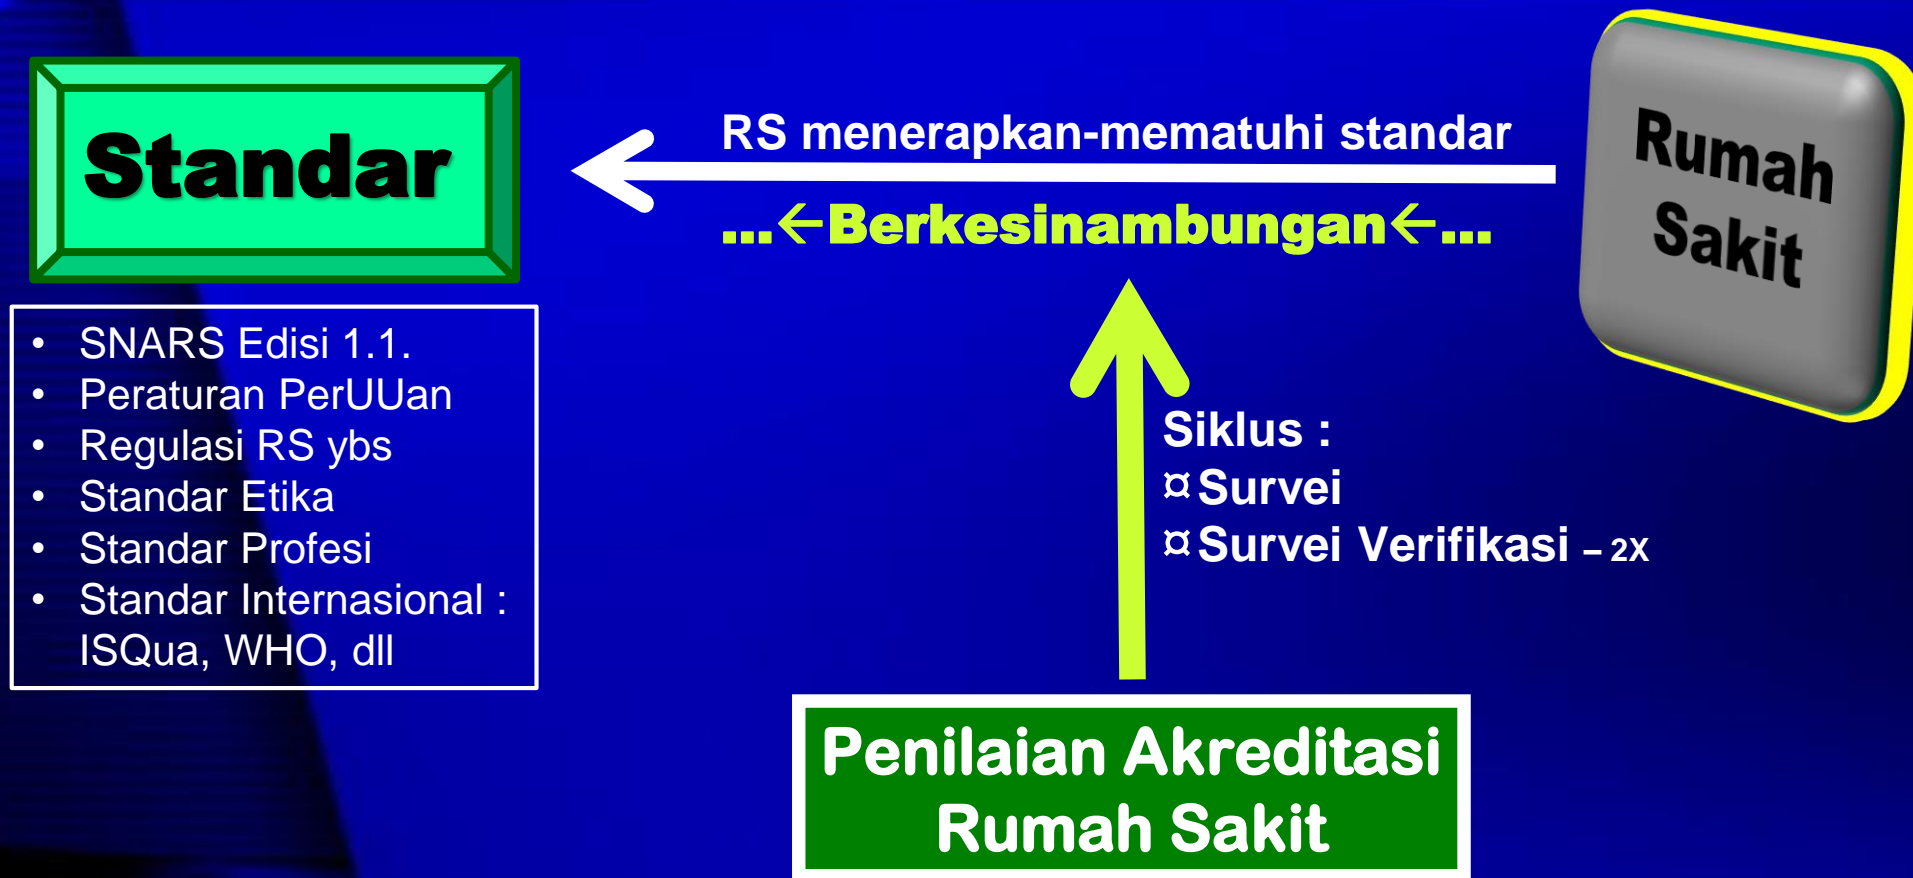 Standar
RS menerapkan-mematuhi standar
...←Berkesinambungan←...
Rumah
Sakit
• SNARS Edisi 1.1.
• Peraturan PerUUan
• Regulasi RS ybs
• Standar Etika
• Standar Profesi
• Standar Internasional :
ISQua, WHO, dll
Siklus :
¤ Survei
¤ Survei Verifikasi – 2X
Penilaian Akreditasi
Rumah Sakit